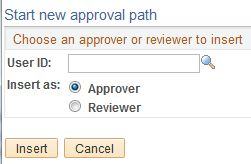 Start new approval path
Choose an approver or reviewer to insert
User ID:
Insert as: Approver
Reviewer
Insert Cancel